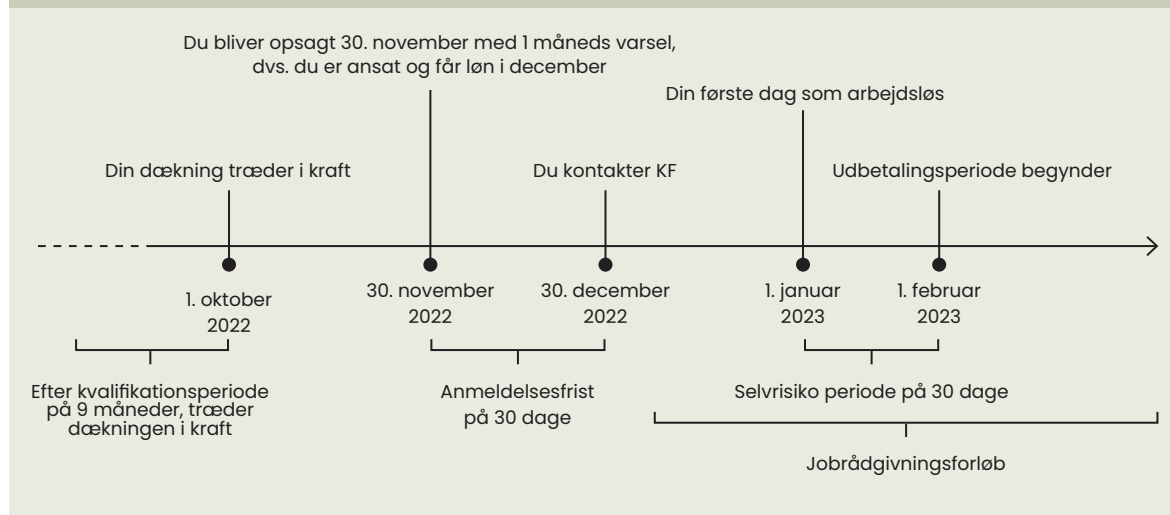 Du bliver opsagt 30. november med 1 måneds varsel,
dvs. du er ansat og får løn i december
Din første dag som arbejdsløs
Din dækning træder i kraft
Du kontakter KF
Udbetalingsperiode begynder
1. oktober
2022
30. november
2022
30. december
2022
1. januar
2023
1. februar
2023
Efter kvalifikationsperiode
på 9 måneder, træder
dækningen i kraft
Anmeldelsesfrist
på 30 dage
Selvrisiko periode på 30 dage
Jobrådgivningsforløb